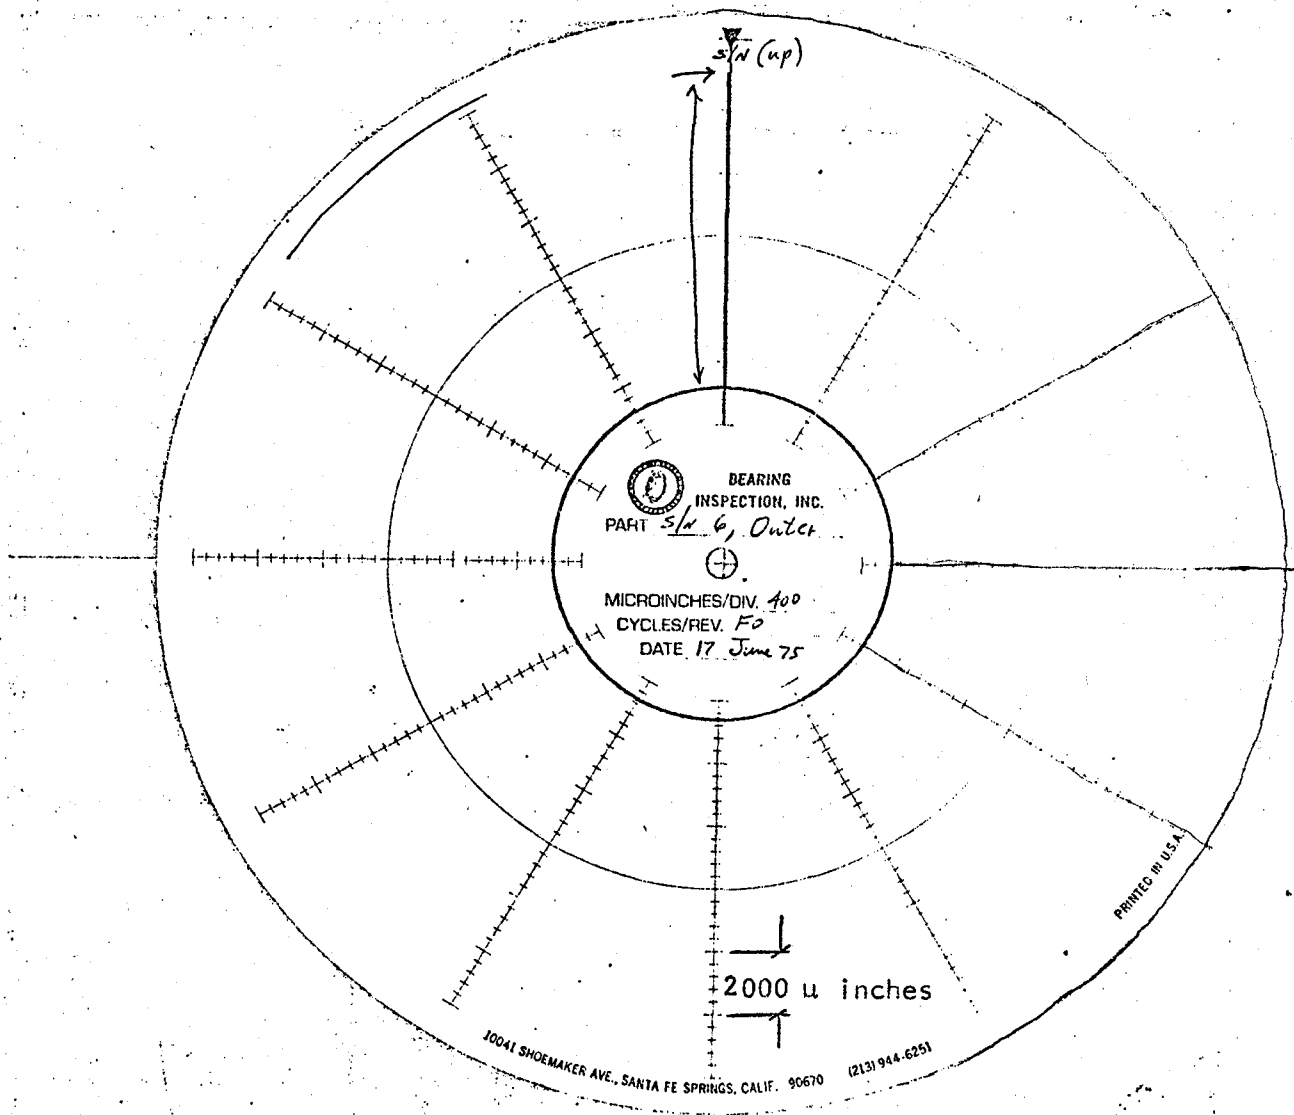 S/N (up)
BEARING
INSPECTION, INC.
PART S/N 6, Outer
MICROINCHES/DIV. 400
CYCLES/REV. FO
DATE 17 June 75
PRINTED IN U.S.A.
2000 u inches
10041 SHOEMAKER AVE., SANTA FE SPRINGS, CALIF. 90670 (213) 944-6251